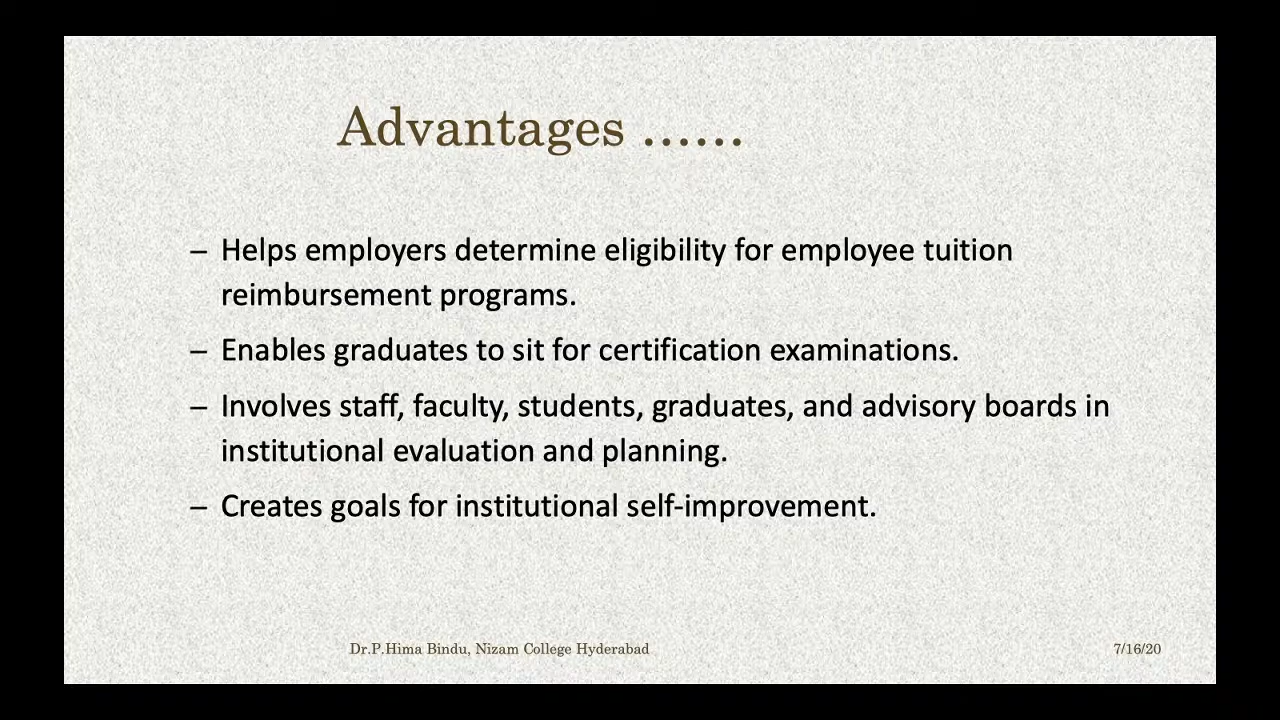 Advantages ......
– Helps employers determine eligibility for employee tuition
reimbursement programs.
– Enables graduates to sit for certification examinations.
– Involves staff, faculty, students, graduates, and advisory boards in
institutional evaluation and planning.
– Creates goals for institutional self-improvement.
Dr.P.Hima Bindu, Nizam College Hyderabad 7/16/20